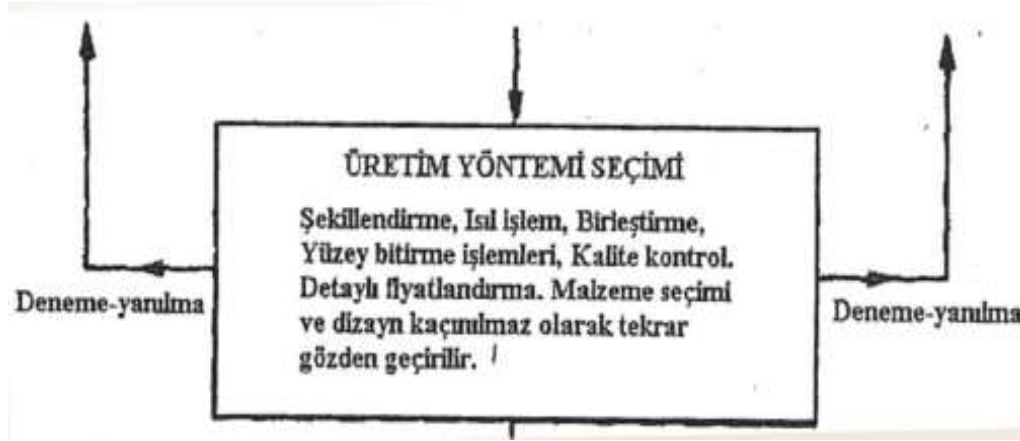 ÜRETİM YÖNTEMİ SEÇİMİ
Şekillendirme, Isıl işlem, Birleştirme,
Yüzey bitirme işlemleri, Kalite kontrol.
Detaylı fiyatlandırma. Malzeme seçimi
ve dizayn kaçınılmaz olarak tekrar
gözden geçirilir.
Deneme-yanılma
Deneme-yanılma